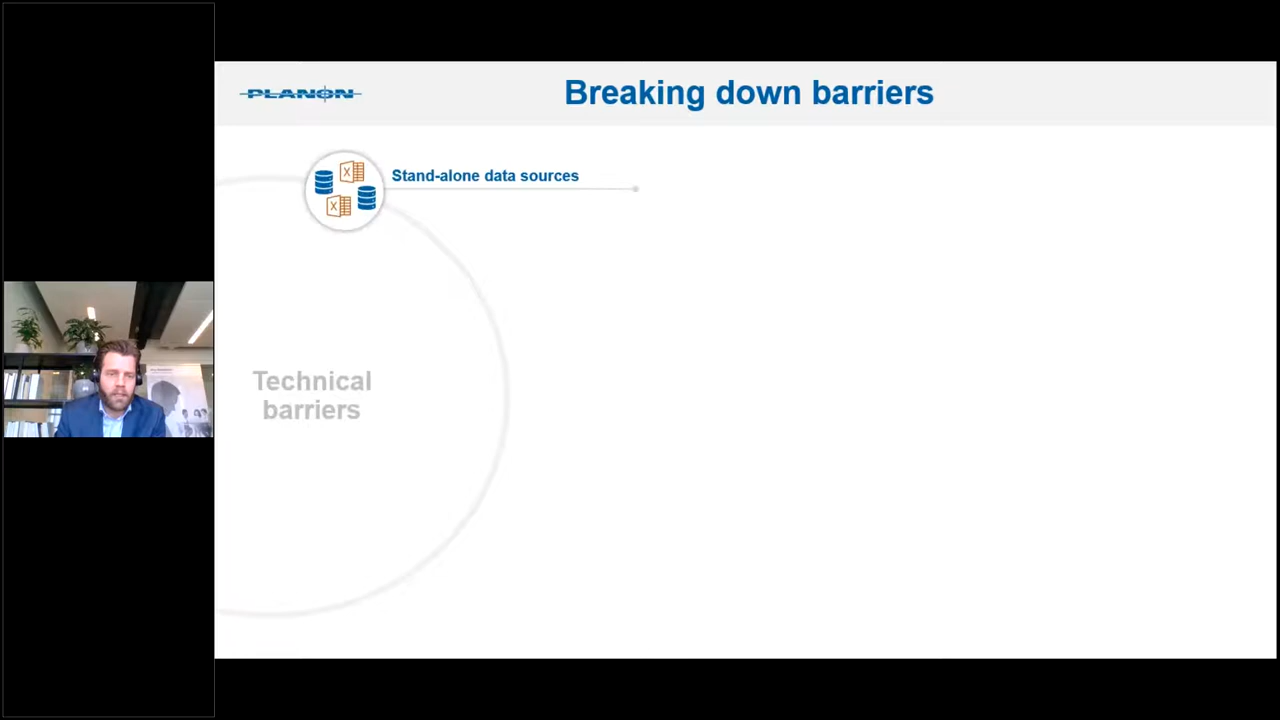 PLANON
Breaking down barriers
Stand-alone data sources
Technical
barriers